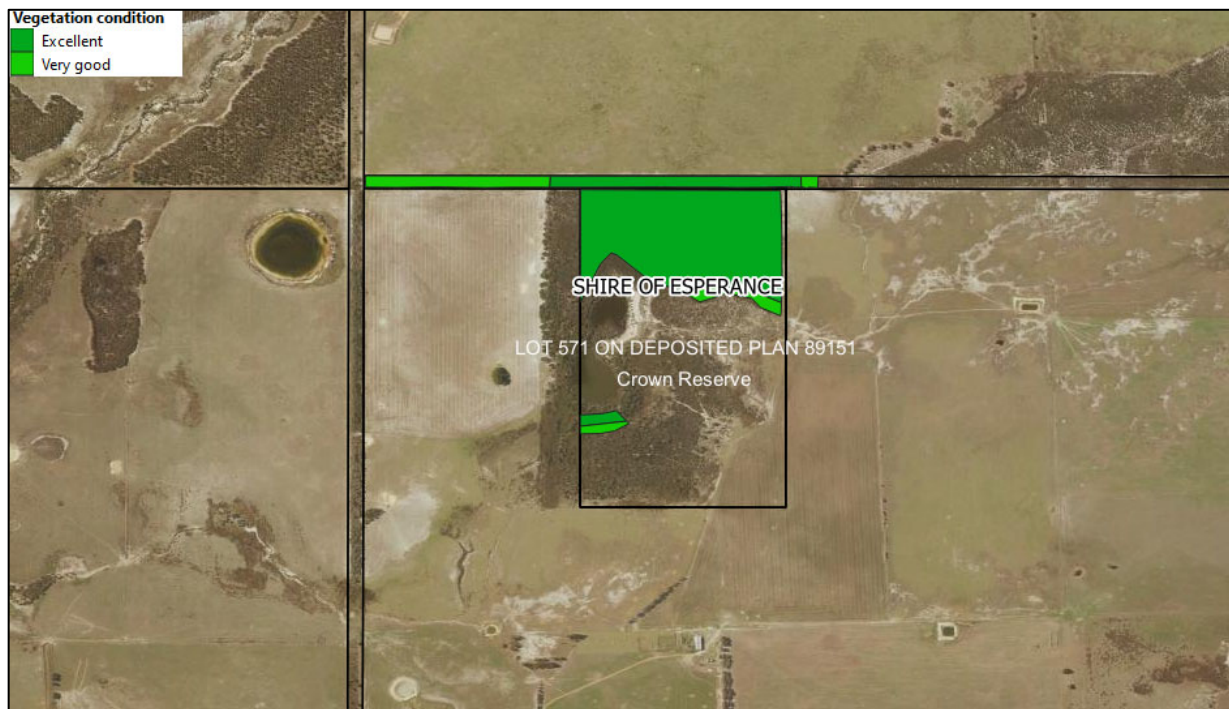 Vegetation condition
Excellent
Very good
SHIRE OF ESPERANCE
LOT 571 ON DEPOSITED PLAN 89151
Crown Reserve